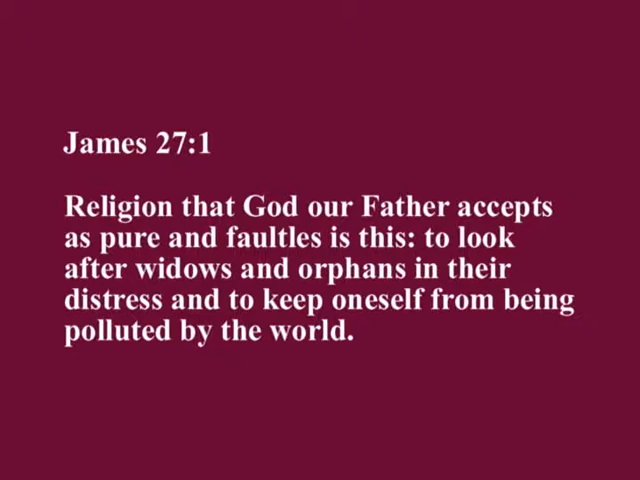 James 27:1
Religion that God our Father accepts
as pure and faultles is this: to look
after widows and orphans in their
distress and to keep oneself from being
polluted by the world.